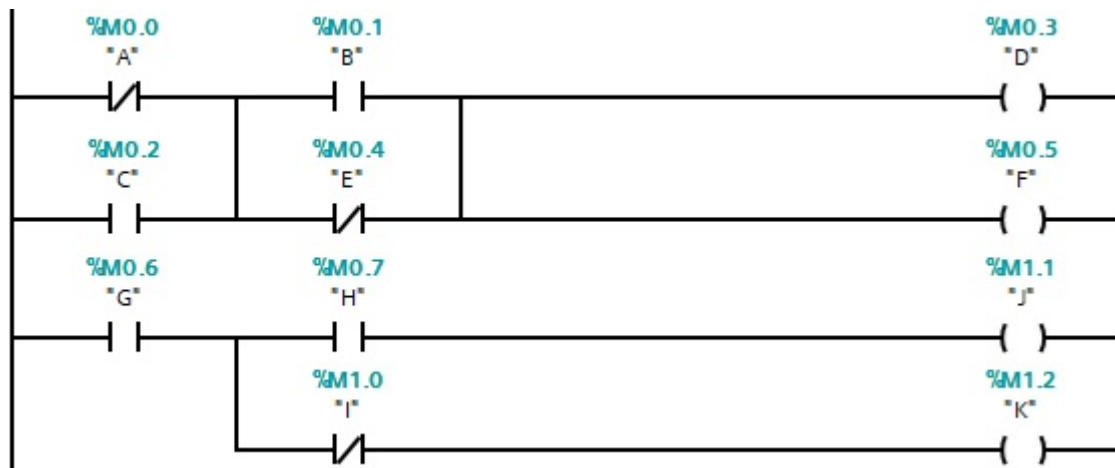 %M0.0 %M0.1 %M0.3
"A" "B" "D"
%M0.2 %M0.4 %M0.5
"C" "E" "F"
%M0.6 %M0.7 %M1.1
"G" "H" "J"
%M1.0 %M1.2
"I" "K"